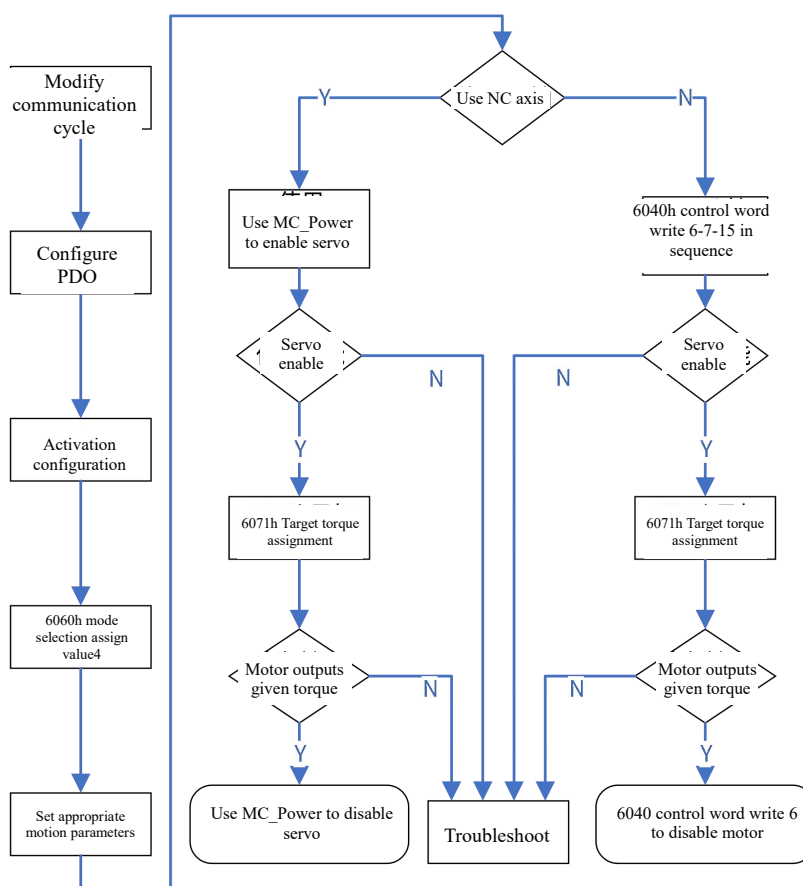 Modify
communication
cycle
Configure
PDO
Activation
configuration
6060h mode
selection assign
value4
Set appropriate
motion parameters
Use NC axis
Y
N
Use MC_Power
to enable servo
6040h control word
write 6-7-15 in
sequence
Servo
enable
N
Y
Servo
enable
N
Y
6071h Target torque
assignment
6071h Target torque
assignment
Motor outputs
given torque
N
Y
Motor outputs
given torque
N
Y
Use MC_Power to disable
servo
Troubleshoot
6040 control word write 6
to disable motor